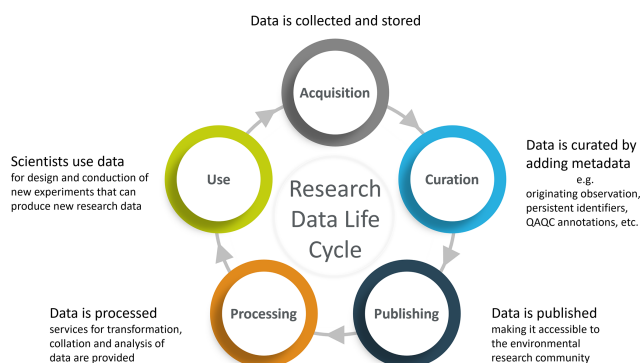 Data is collected and stored
Acquisition
Data is curated by
adding metadata
e.g.
originating observation,
persistent identifiers,
QAQC annotations, etc.
Curation
Scientists use data
for design and conduction of
new experiments that can
produce new research data
Use
Research
Data Life
Cycle
Processing
Publishing
Data is processed
services for transformation,
collation and analysis of
data are provided
Data is published
making it accessible to
the environmental
research community